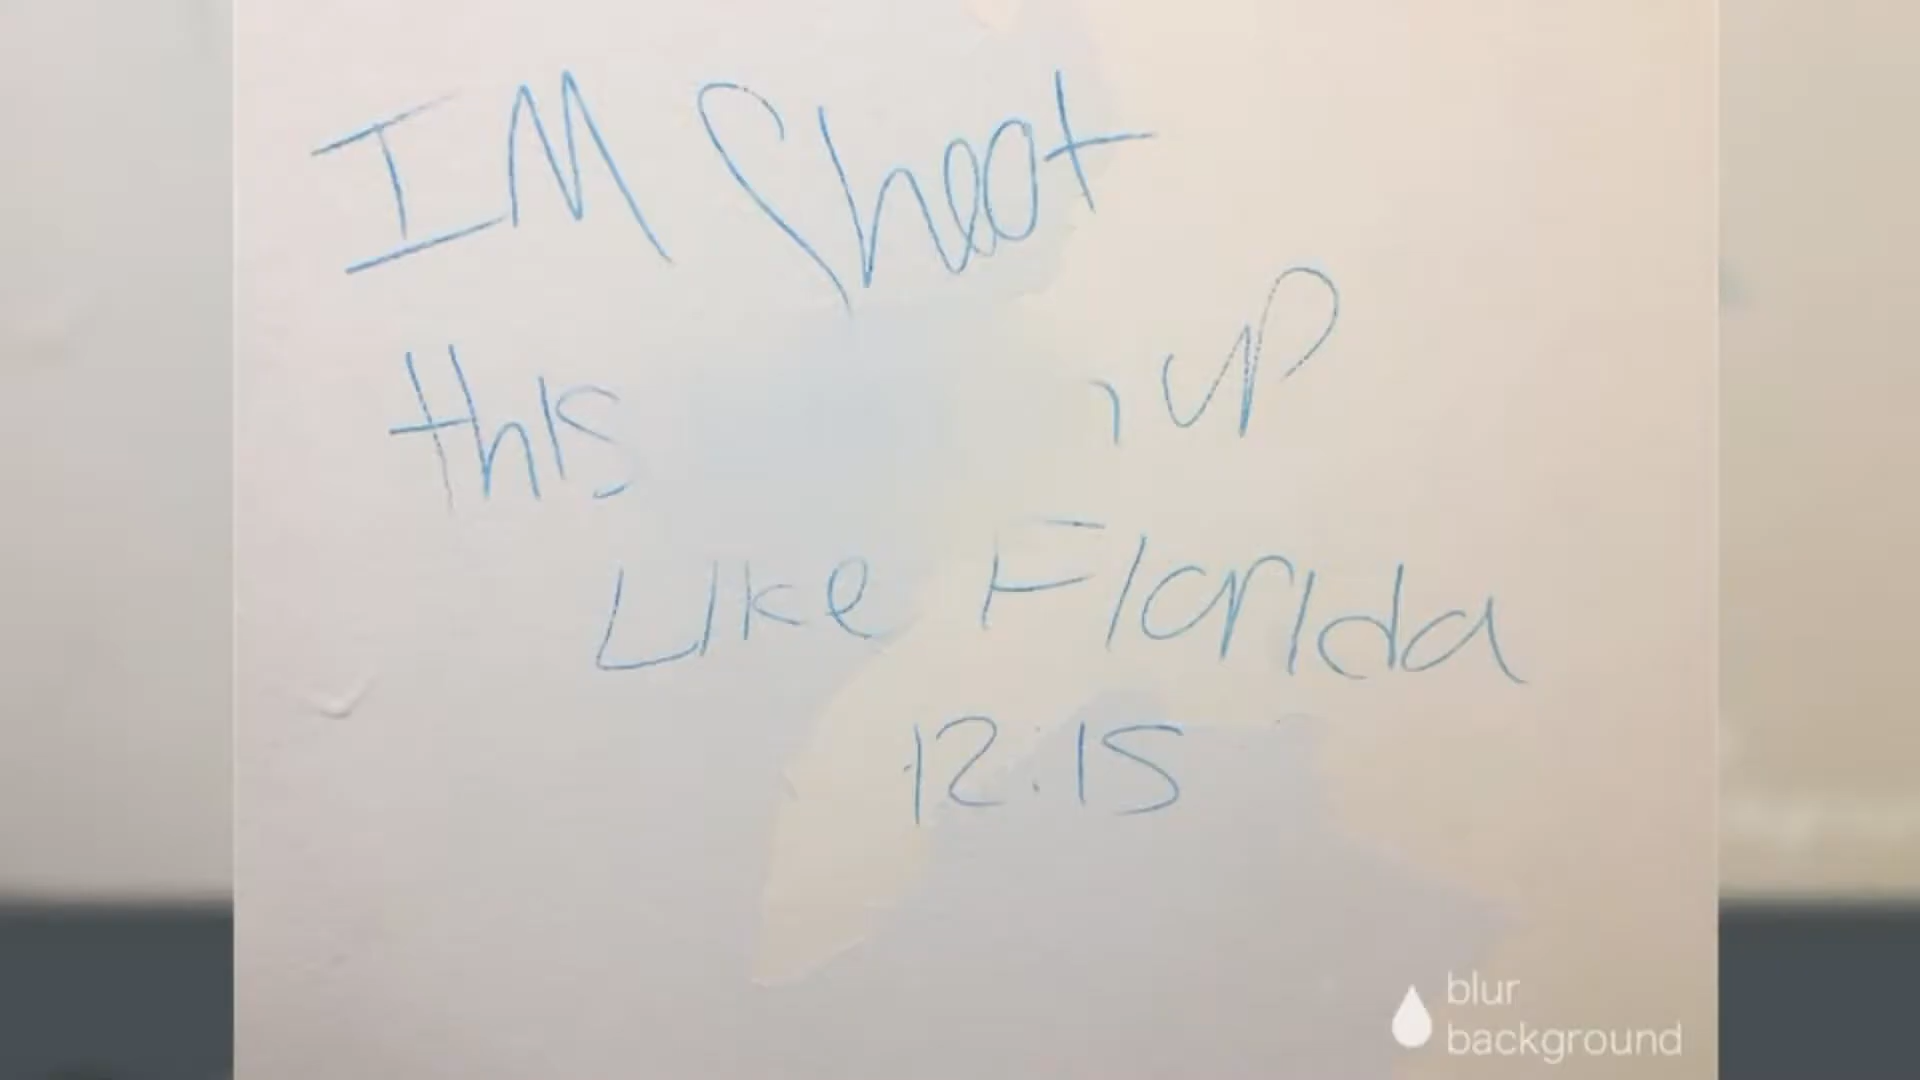 IM Shoot
this up
Like Florida
12:15
blur
background